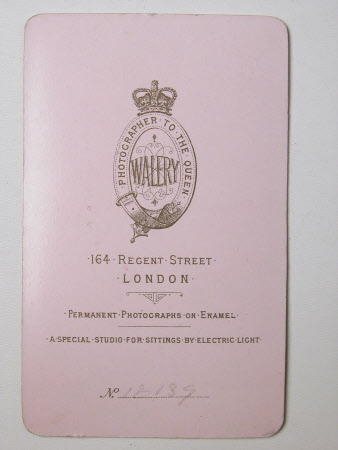 PHOTOGRAPHER TO THE QUEEN
WALERY
164 · REGENT STREET
LONDON
PERMANENT · PHOTOGRAPHS · ON · ENAMEL
A · SPECIAL · STUDIO · FOR · SITTINGS · BY · ELECTRIC · LIGHT
No.